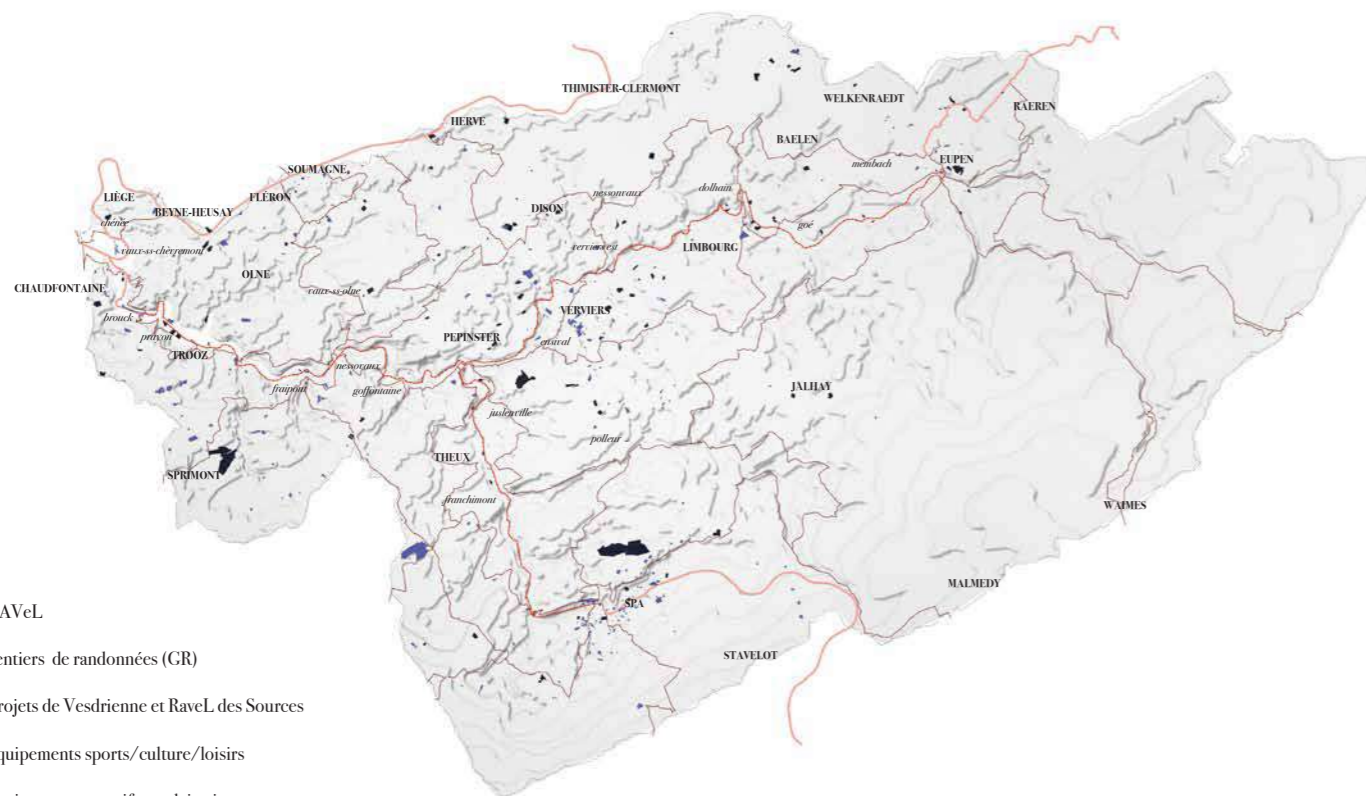 THIMISTER-CLERMONT
WELKENRAEDT
RAEREN
HERVE
BAELEN
membach
EUPEN
SOUMAGNE
FLÉRON
LIÈGE
BEYNE-HEUSAY
chênée
nessonvaux
dolhain
DISON
goé
vaux-ss-chèvremont
verviers est
LIMBOURG
OLNE
CHAUDFONTAINE
vaux-ss-olne
brouck
VERVIERS
prayon
PEPINSTER
ensival
TROOZ
nessovaux
fraipont
goffontaine
JALHAY
juslenville
polleur
THEUX
SPRIMONT
franchimont
WAIMES
MALMEDY
SPA
STAVELOT
AVeL
entiers de randonnées (GR)
rojets de Vesdrienne et RaveL des Sources
quipements sports/culture/loisirs